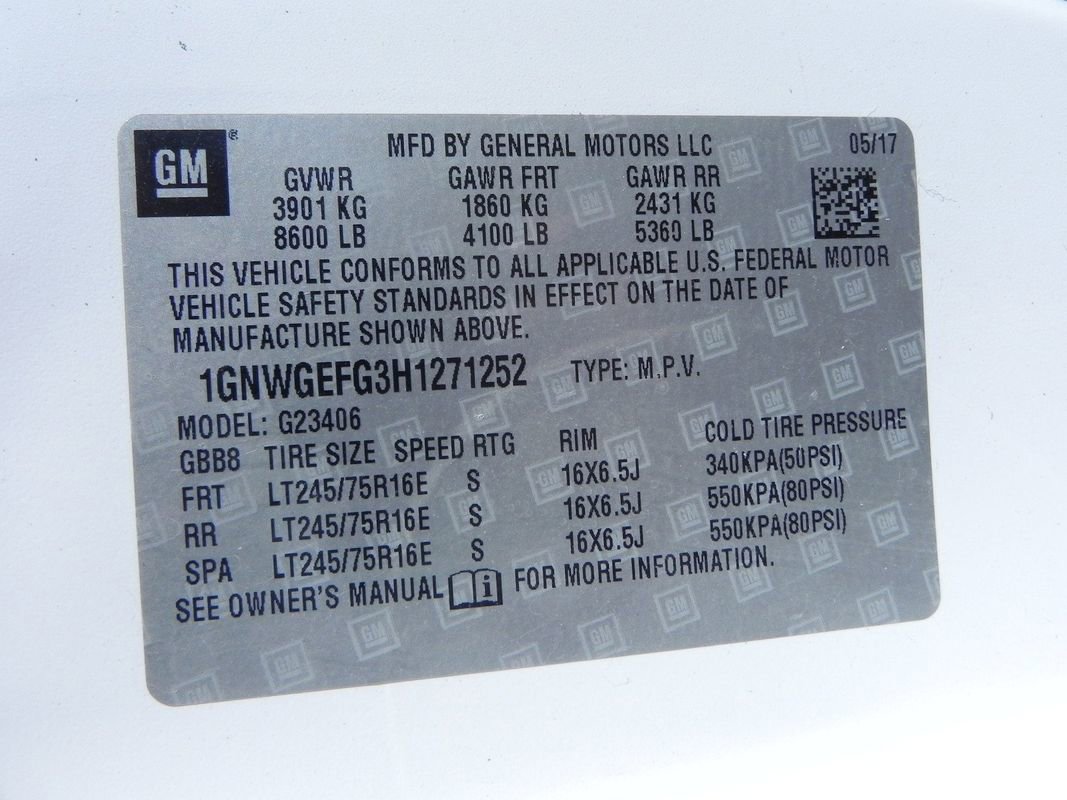 GM ® MFD BY GENERAL MOTORS LLC 05/17
GVWR GAWR FRT GAWR RR
3901 KG 1860 KG 2431 KG
8600 LB 4100 LB 5360 LB
THIS VEHICLE CONFORMS TO ALL APPLICABLE U.S. FEDERAL MOTOR
VEHICLE SAFETY STANDARDS IN EFFECT ON THE DATE OF
MANUFACTURE SHOWN ABOVE.
1GNWGEFG3H1271252 TYPE: M.P.V.
MODEL: G23406
GBB8 TIRE SIZE SPEED RTG RIM COLD TIRE PRESSURE
FRT LT245/75R16E S 16X6.5J 340KPA(50PSI)
RR LT245/75R16E S 16X6.5J 550KPA(80PSI)
SPA LT245/75R16E S 16X6.5J 550KPA(80PSI)
SEE OWNER'S MANUAL i FOR MORE INFORMATION.